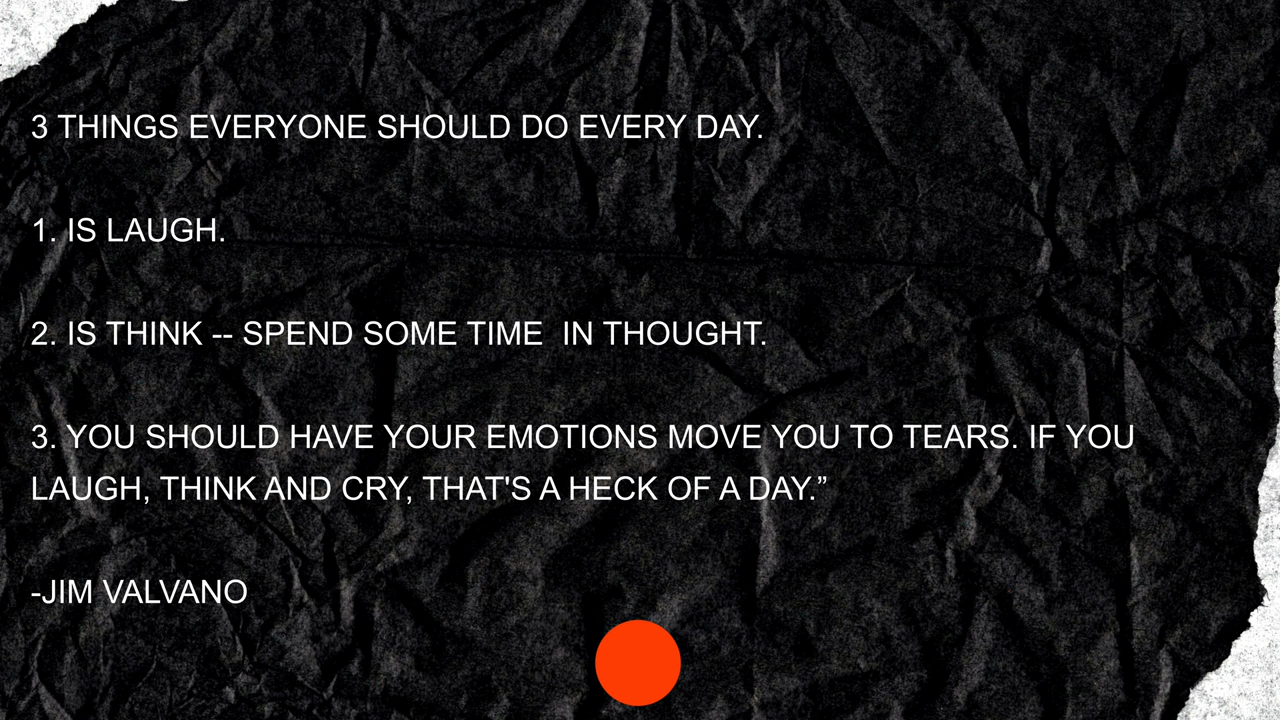 3 THINGS EVERYONE SHOULD DO EVERY DAY.
1. IS LAUGH.
2. IS THINK -- SPEND SOME TIME  IN THOUGHT.
3. YOU SHOULD HAVE YOUR EMOTIONS MOVE YOU TO TEARS. IF YOU
LAUGH, THINK AND CRY, THAT'S A HECK OF A DAY.”
-JIM VALVANO